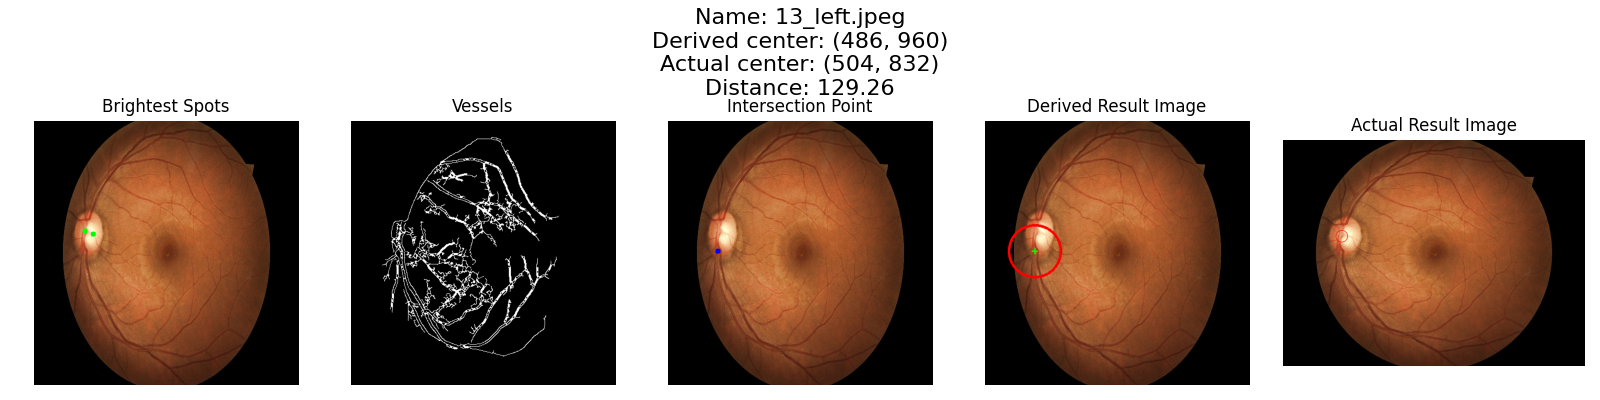 Name: 13_left.jpeg
Derived center: (486, 960)
Actual center: (504, 832)
Distance: 129.26
Brightest Spots
Vessels
Intersection Point
Derived Result Image
Actual Result Image